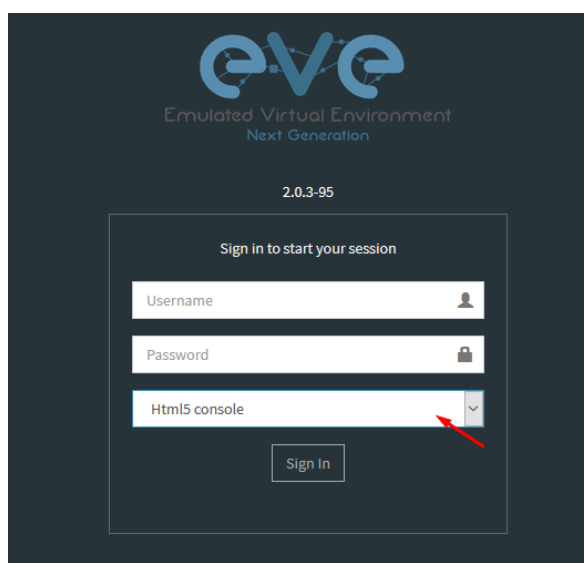 eve
Emulated Virtual Environment
Next Generation
2.0.3-95
Sign in to start your session
Username
Password
Html5 console
Sign In